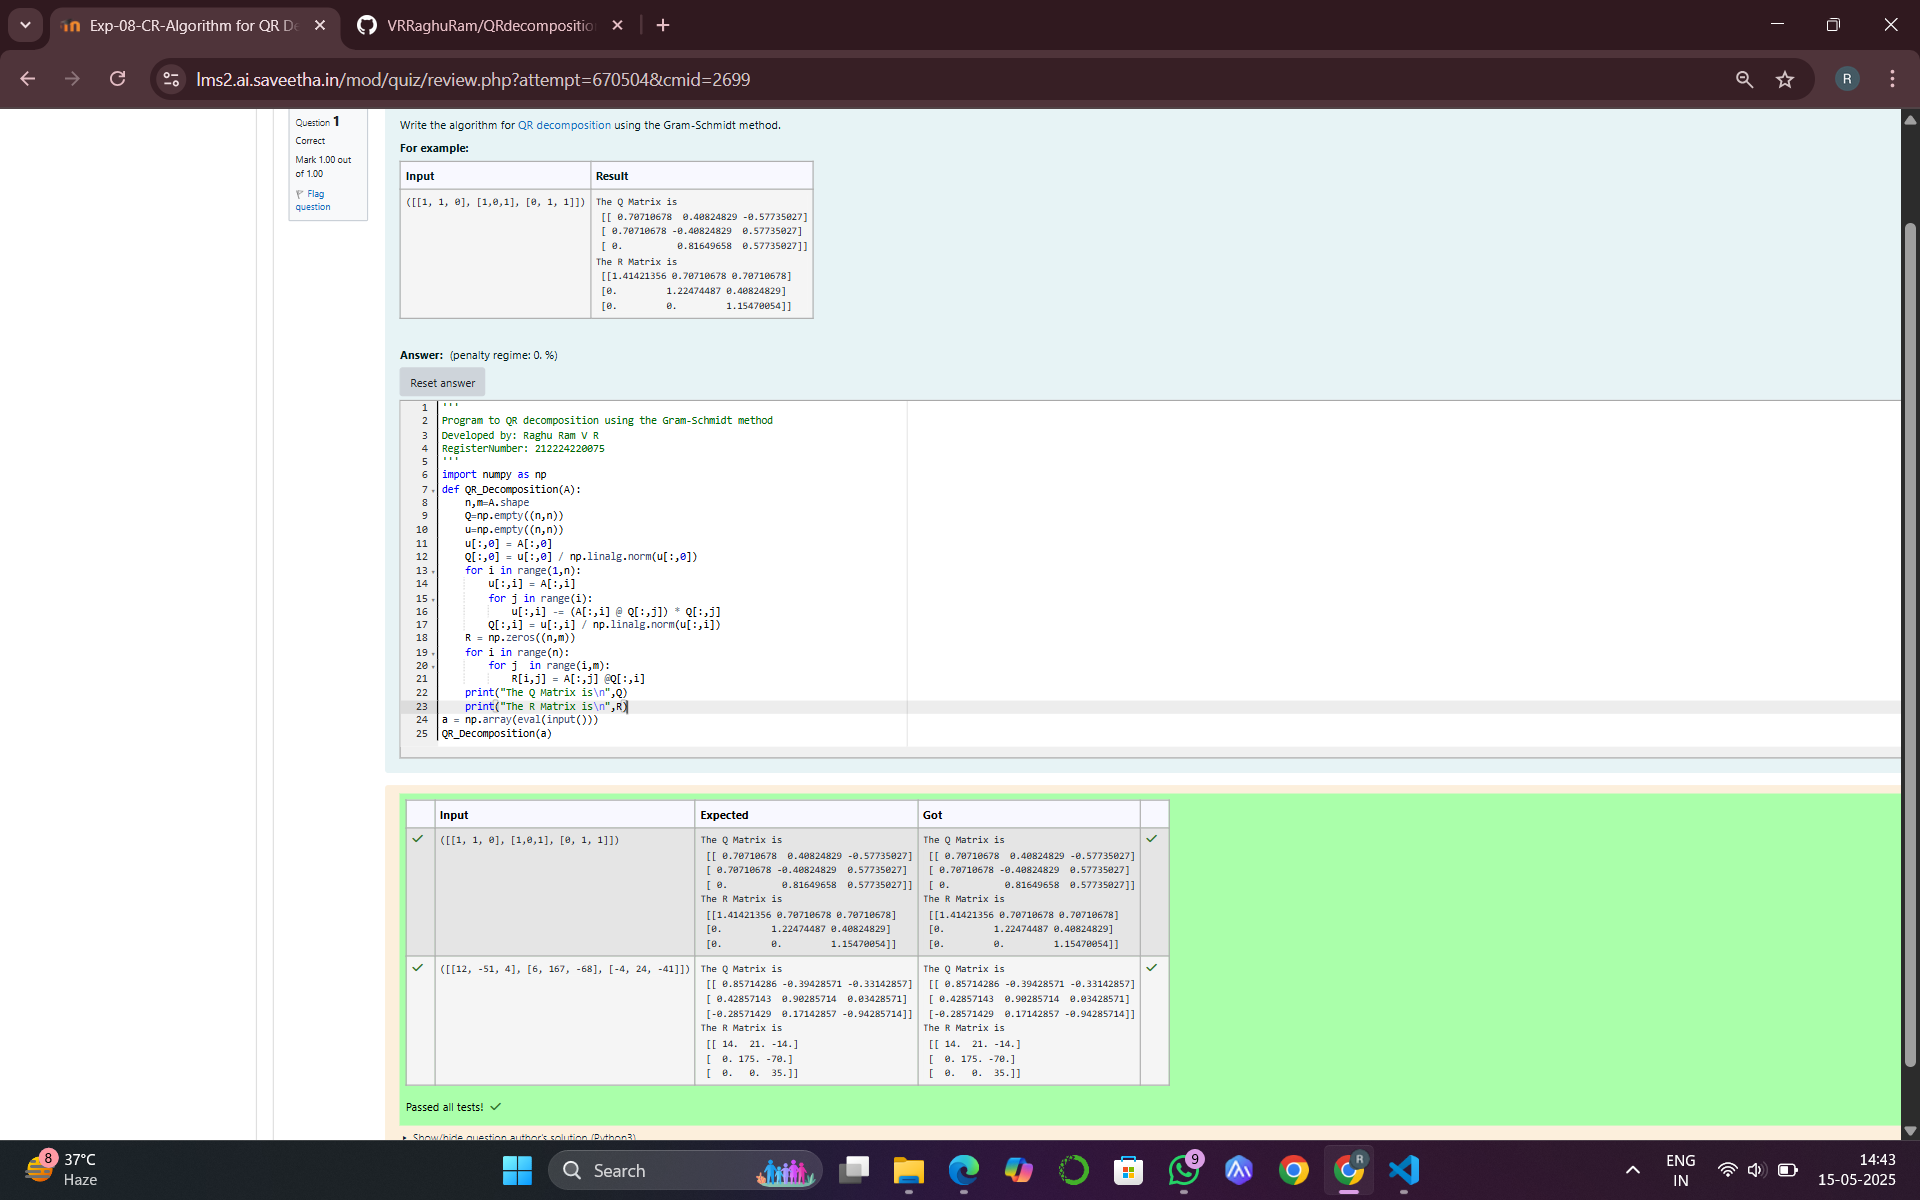 Exp-08-CR-Algorithm for QR De
VRRaghuRam/QRdecompositio
lms2.ai.saveetha.in/mod/quiz/review.php?attempt=670504&cmid=2699
R
Question 1
Correct
Mark 1.00 out
of 1.00
Flag
question
Write the algorithm for QR decomposition using the Gram-Schmidt method.
For example:
Input Result
([[1, 1, 0], [1,0,1], [0, 1, 1]]) The Q Matrix is
[[ 0.70710678 0.40824829 -0.57735027]
[ 0.70710678 -0.40824829 0.57735027]
[ 0. 0.81649658 0.57735027]]
The R Matrix is
[[1.41421356 0.70710678 0.70710678]
[0. 1.22474487 0.40824829]
[0. 0. 1.15470054]]
Answer: (penalty regime: 0. %)
Reset answer
1 '''
2 Program to QR decomposition using the Gram-Schmidt method
3 Developed by: Raghu Ram V R
4 RegisterNumber: 212224220075
5 '''
6 import numpy as np
7 def QR_Decomposition(A):
8 n,m=A.shape
9 Q=np.empty((n,n))
10 u=np.empty((n,n))
11 u[:,0] = A[:,0]
12 Q[:,0] = u[:,0] / np.linalg.norm(u[:,0])
13 for i in range(1,n):
14 u[:,i] = A[:,i]
15 for j in range(i):
16 u[:,i] -= (A[:,i] @ Q[:,j]) * Q[:,j]
17 Q[:,i] = u[:,i] / np.linalg.norm(u[:,i])
18 R = np.zeros((n,m))
19 for i in range(n):
20 for j in range(i,m):
21 R[i,j] = A[:,j] @Q[:,i]
22 print("The Q Matrix is\n",Q)
23 print("The R Matrix is\n",R)
24 a = np.array(eval(input()))
25 QR_Decomposition(a)
Input Expected Got
([[1, 1, 0], [1,0,1], [0, 1, 1]]) The Q Matrix is The Q Matrix is
[[ 0.70710678 0.40824829 -0.57735027] [[ 0.70710678 0.40824829 -0.57735027]
[ 0.70710678 -0.40824829 0.57735027] [ 0.70710678 -0.40824829 0.57735027]
[ 0. 0.81649658 0.57735027]] [ 0. 0.81649658 0.57735027]]
The R Matrix is The R Matrix is
[[1.41421356 0.70710678 0.70710678] [[1.41421356 0.70710678 0.70710678]
[0. 1.22474487 0.40824829] [0. 1.22474487 0.40824829]
[0. 0. 1.15470054]] [0. 0. 1.15470054]]
([[12, -51, 4], [6, 167, -68], [-4, 24, -41]]) The Q Matrix is The Q Matrix is
[[ 0.85714286 -0.39428571 -0.33142857] [[ 0.85714286 -0.39428571 -0.33142857]
[ 0.42857143 0.90285714 0.03428571] [ 0.42857143 0.90285714 0.03428571]
[-0.28571429 0.17142857 -0.94285714]] [-0.28571429 0.17142857 -0.94285714]]
The R Matrix is The R Matrix is
[[ 14. 21. -14.] [[ 14. 21. -14.]
[ 0. 175. -70.] [ 0. 175. -70.]
[ 0. 0. 35.]] [ 0. 0. 35.]]
Passed all tests!
Show/hide question author's solution (Python3)
8
37°C
Haze
Search
9
R
ENG
IN
14:43
15-05-2025